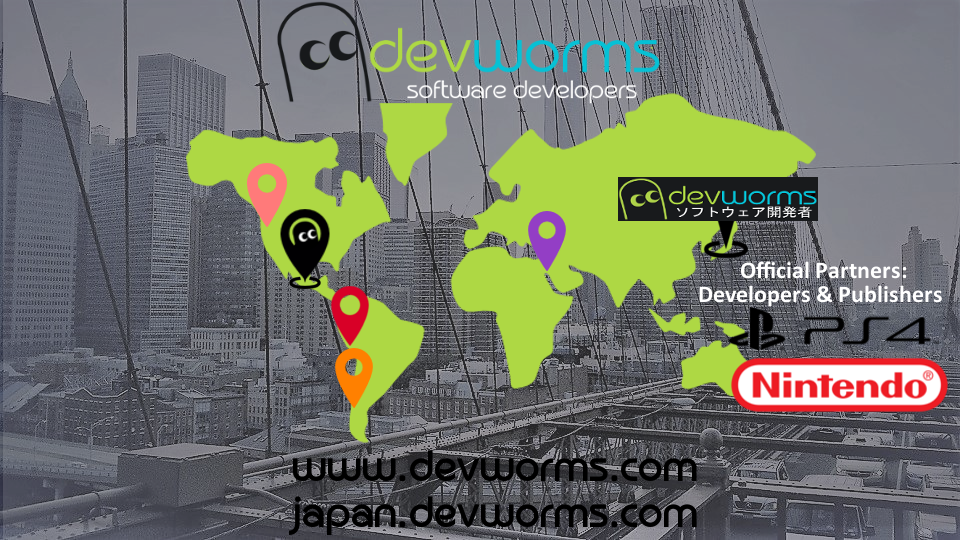 devworms
software developers
devworms
ソフトウェア開発者
Official Partners:
Developers & Publishers
PS4
Nintendo®
www.devworms.com
japan.devworms.com